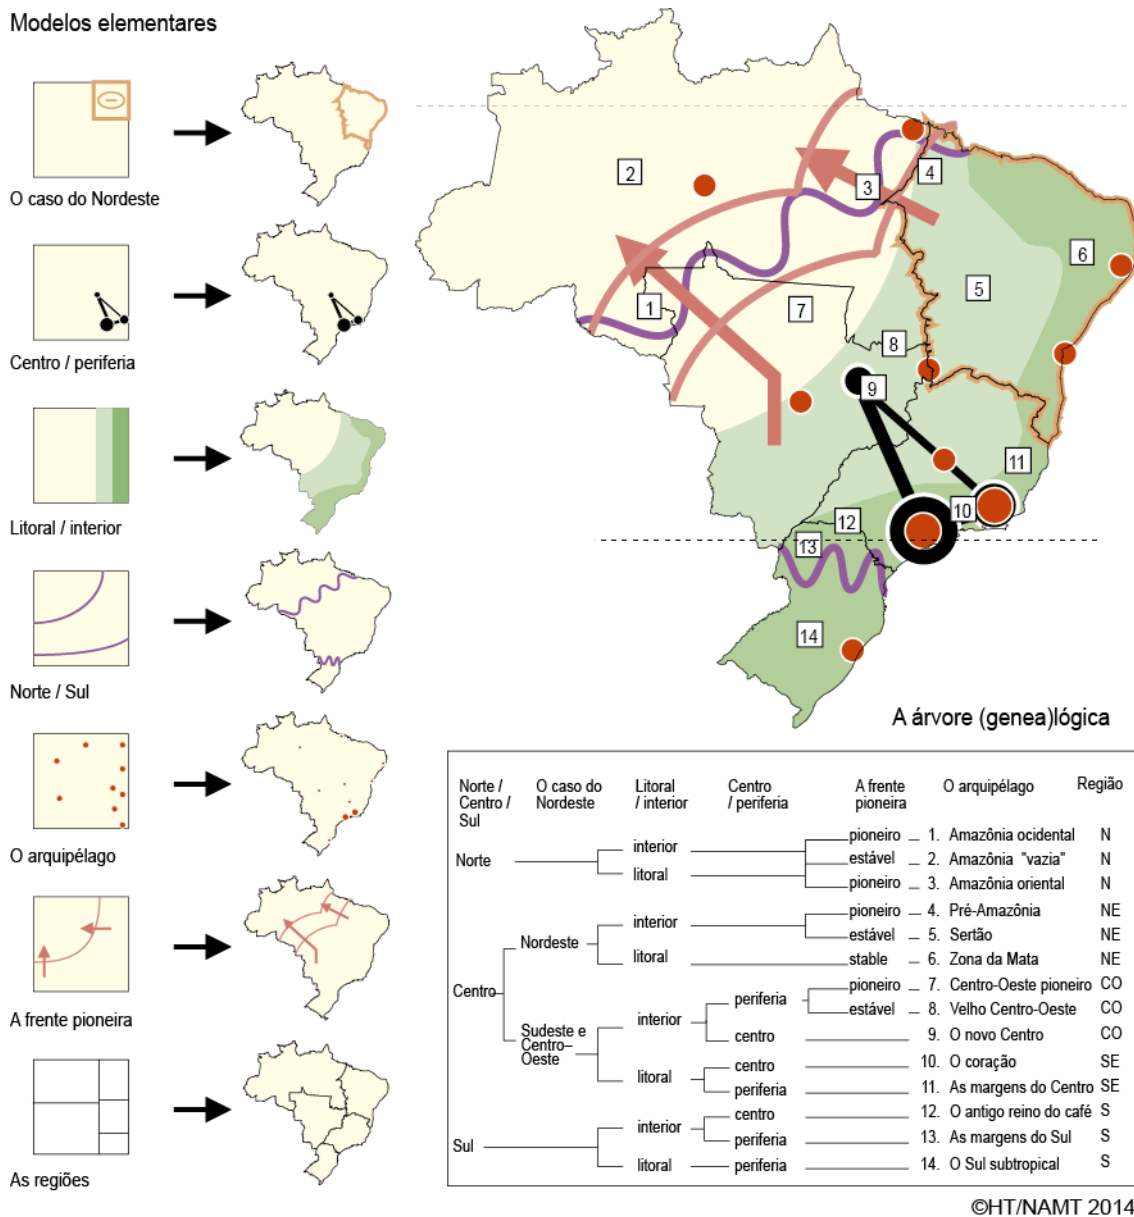 Modelos elementares
O caso do Nordeste
Centro / periferia
Litoral / interior
Norte / Sul
O arquipélago
A frente pioneira
As regiões
1
2
3
4
5
6
7
8
9
10
11
12
13
14
A árvore (genea)lógica
Norte / Centro / Sul
O caso do Nordeste
Litoral / interior
Centro / periferia
A frente pioneira
O arquipélago
Região
Norte
interior
litoral
pioneiro 1. Amazônia ocidental N
estável 2. Amazônia "vazia" N
pioneiro 3. Amazônia oriental N
Centro
Nordeste
interior
litoral
pioneiro 4. Pré-Amazônia NE
estável 5. Sertão NE
stable 6. Zona da Mata NE
Sudeste e
Centro–
Oeste
interior
litoral
periferia
centro
pioneiro 7. Centro-Oeste pioneiro CO
estável 8. Velho Centro-Oeste CO
9. O novo Centro CO
centro 10. O coração SE
periferia 11. As margens do Centro SE
Sul
interior
litoral
centro 12. O antigo reino do café S
periferia 13. As margens do Sul S
periferia 14. O Sul subtropical S
©HT/NAMT 2014